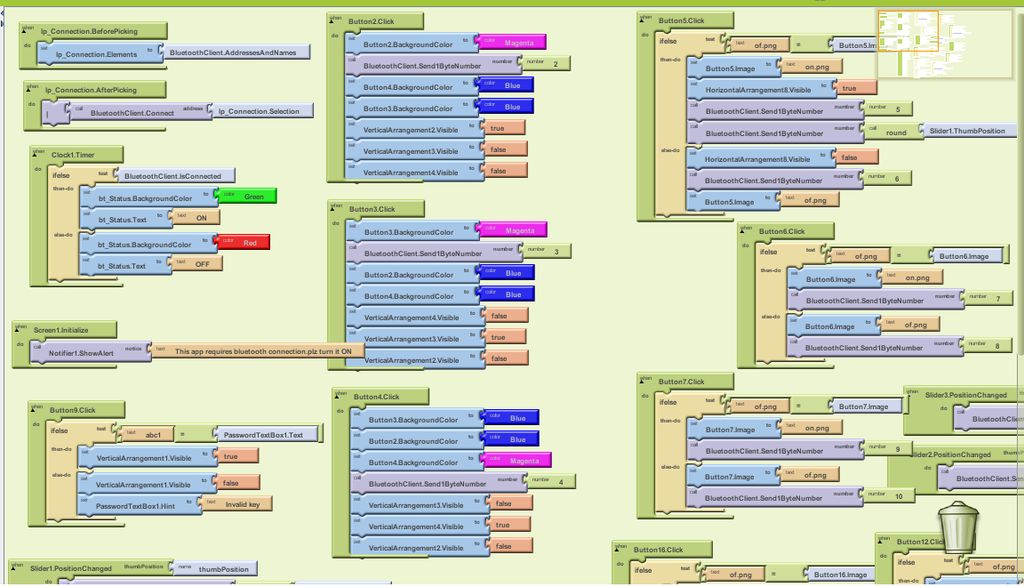 when lp_Connection.BeforePicking
do set lp_Connection.Elements to BluetoothClient.AddressesAndNames
when lp_Connection.AfterPicking
do call BluetoothClient.Connect address lp_Connection.Selection
when Clock1.Timer
do ifelse test BluetoothClient.IsConnected
then-do set bt_Status.BackgroundColor to color Green
set bt_Status.Text to text ON
else-do set bt_Status.BackgroundColor to color Red
set bt_Status.Text to text OFF
when Screen1.Initialize
do call Notifier1.ShowAlert notice text This app requires bluetooth connection.plz turn it ON
when Button9.Click
do ifelse test text abc1 = PasswordTextBox1.Text
then-do set VerticalArrangement1.Visible to true
else-do set VerticalArrangement1.Visible to false
set PasswordTextBox1.Hint to text Invalid key
when Slider1.PositionChanged thumbPosition name thumbPosition
when Button2.Click
do set Button2.BackgroundColor to color Magenta
call BluetoothClient.Send1ByteNumber number number 2
set Button4.BackgroundColor to color Blue
set Button3.BackgroundColor to color Blue
set VerticalArrangement2.Visible to true
set VerticalArrangement3.Visible to false
set VerticalArrangement4.Visible to false
when Button3.Click
do set Button3.BackgroundColor to color Magenta
call BluetoothClient.Send1ByteNumber number number 3
set Button2.BackgroundColor to color Blue
set Button4.BackgroundColor to color Blue
set VerticalArrangement4.Visible to false
set VerticalArrangement3.Visible to true
set VerticalArrangement2.Visible to false
when Button4.Click
do set Button3.BackgroundColor to color Blue
set Button2.BackgroundColor to color Blue
set Button4.BackgroundColor to color Magenta
call BluetoothClient.Send1ByteNumber number number 4
set VerticalArrangement3.Visible to false
set VerticalArrangement4.Visible to true
set VerticalArrangement2.Visible to false
when Button5.Click
do ifelse test text of.png = Button5.Im
then-do set Button5.Image to text on.png
set HorizontalArrangement8.Visible to true
call BluetoothClient.Send1ByteNumber number number 5
call BluetoothClient.Send1ByteNumber number call round Slider1.ThumbPosition
else-do set HorizontalArrangement8.Visible to false
call BluetoothClient.Send1ByteNumber number number 6
set Button5.Image to text of.png
when Button6.Click
do ifelse test text of.png = Button6.Image
then-do set Button6.Image to text on.png
call BluetoothClient.Send1ByteNumber number number 7
else-do set Button6.Image to text of.png
call BluetoothClient.Send1ByteNumber number number 8
when Button7.Click
do ifelse test text of.png = Button7.Image
then-do set Button7.Image to text on.png
call BluetoothClient.Send1ByteNumber number number 9
else-do set Button7.Image to text of.png
call BluetoothClient.Send1ByteNumber number number 10
when Slider3.PositionChanged
do call BluetoothCli
lider2.PositionChanged thumb
call BluetoothClient.Se
when Button16.Click
do ifelse test text of.png = Button16.Image
when Button12.Click
do ifelse test text of.png